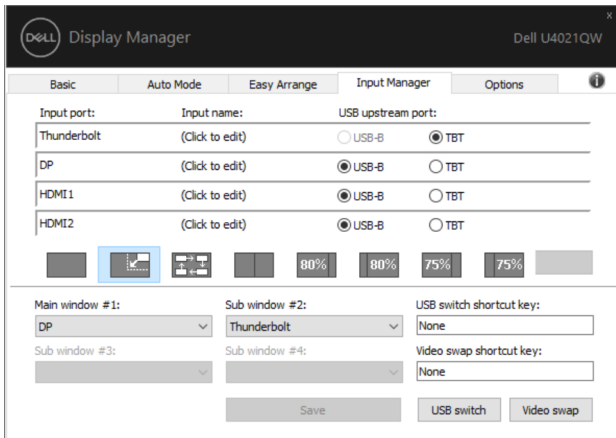 x
DELL Display Manager Dell U4021QW
Basic Auto Mode Easy Arrange Input Manager Options i
Input port: Input name: USB upstream port:
Thunderbolt (Click to edit) USB-B TBT
DP (Click to edit) USB-B TBT
HDMI1 (Click to edit) USB-B TBT
HDMI2 (Click to edit) USB-B TBT
80% 80% 75% 75%
Main window #1: Sub window #2: USB switch shortcut key:
DP Thunderbolt None
Sub window #3: Sub window #4: Video swap shortcut key:
None
Save USB switch Video swap